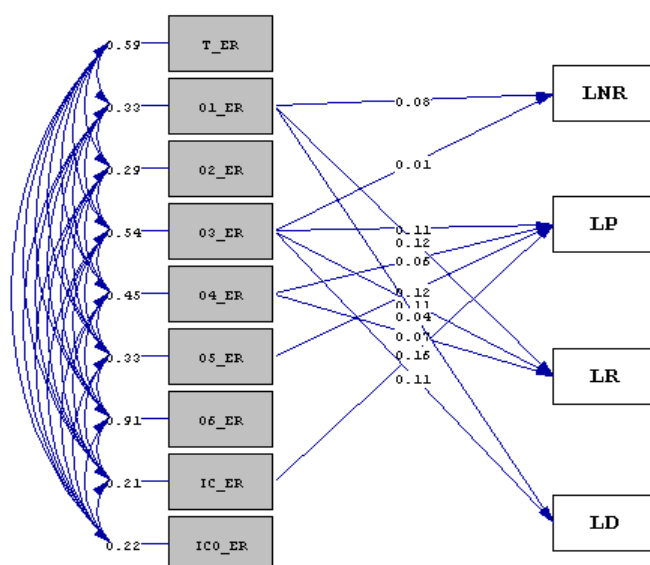 0.59 T_ER
0.33 O1_ER 0.08 LNR
0.29 O2_ER 0.01
0.54 O3_ER 0.11 LP
0.12
0.45 O4_ER 0.06
0.12
0.11
0.04
0.33 O5_ER 0.07
0.16 LR
0.11
0.91 O6_ER
0.21 IC_ER
0.22 ICO_ER LD